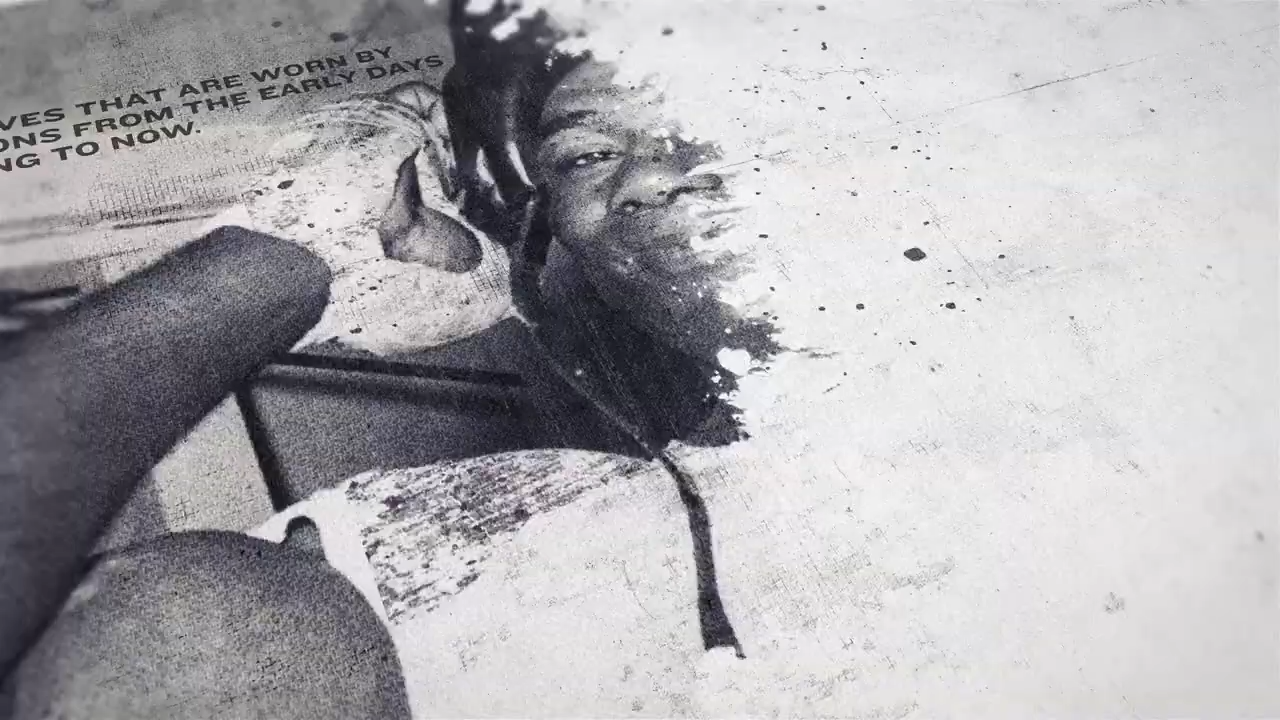 VES THAT ARE WORN BY
ONS FROM THE EARLY DAYS
NG TO NOW.